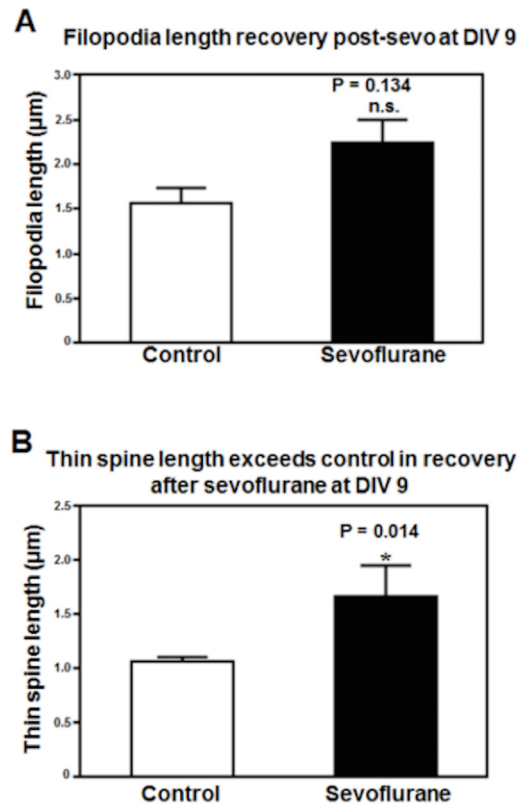 A
Filopodia length recovery post-sevo at DIV 9
Filopodia length (µm)
3.0
2.5
2.0
1.5
1.0
0.5
0
P = 0.134
n.s.
Control
Sevoflurane
B
Thin spine length exceeds control in recovery
after sevoflurane at DIV 9
Thin spine length (µm)
2.5
2.0
1.5
1.0
0.5
0
P = 0.014
*
Control
Sevoflurane